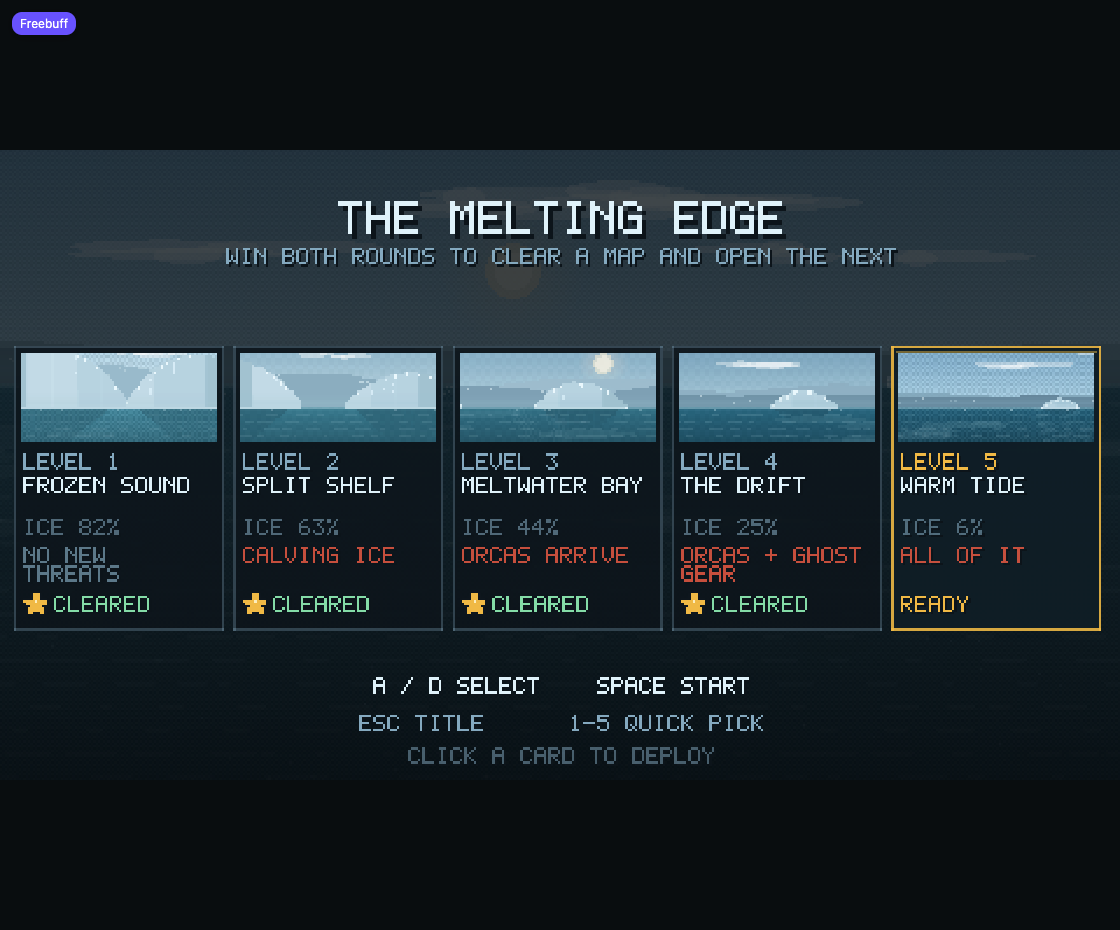 Freebuff
THE MELTING EDGE
WIN BOTH ROUNDS TO CLEAR A MAP AND OPEN THE NEXT
LEVEL 1
FROZEN SOUND
ICE 82%
NO NEW
THREATS
CLEARED
LEVEL 2
SPLIT SHELF
ICE 63%
CALVING ICE
CLEARED
LEVEL 3
MELTWATER BAY
ICE 44%
ORCAS ARRIVE
CLEARED
LEVEL 4
THE DRIFT
ICE 25%
ORCAS + GHOST
GEAR
CLEARED
LEVEL 5
WARM TIDE
ICE 6%
ALL OF IT
READY
A / D SELECT SPACE START
ESC TITLE 1-5 QUICK PICK
CLICK A CARD TO DEPLOY